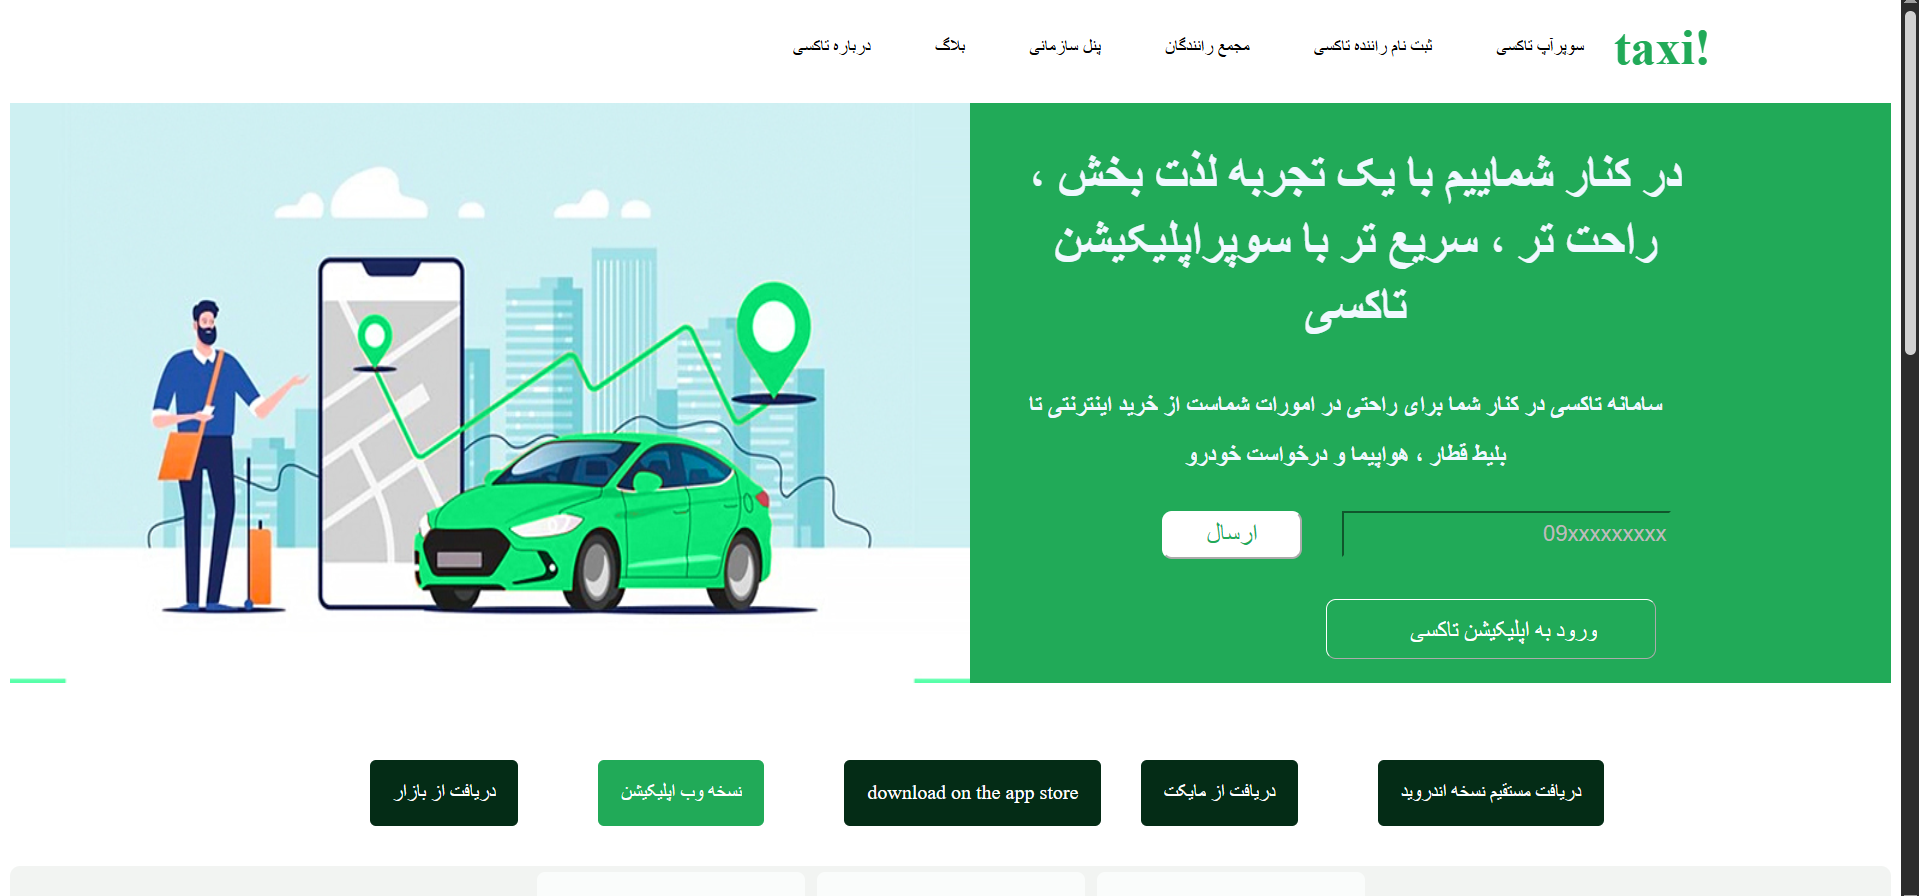 taxi!
سوپرآپ تاکسی
ثبت نام راننده تاکسی
مجمع رانندگان
پنل سازمانی
بلاگ
درباره تاکسی
در کنار شماییم با یک تجربه لذت بخش ،
راحت تر ، سریع تر با سوپراپلیکیشن
تاکسی
سامانه تاکسی در کنار شما برای راحتی در امورات شماست از خرید اینترنتی تا
بلیط قطار ، هواپیما و درخواست خودرو
09xxxxxxxxx
ارسال
ورود به اپلیکیشن تاکسی
دریافت مستقیم نسخه اندروید
دریافت از مایکت
download on the app store
نسخه وب اپلیکیشن
دریافت از بازار